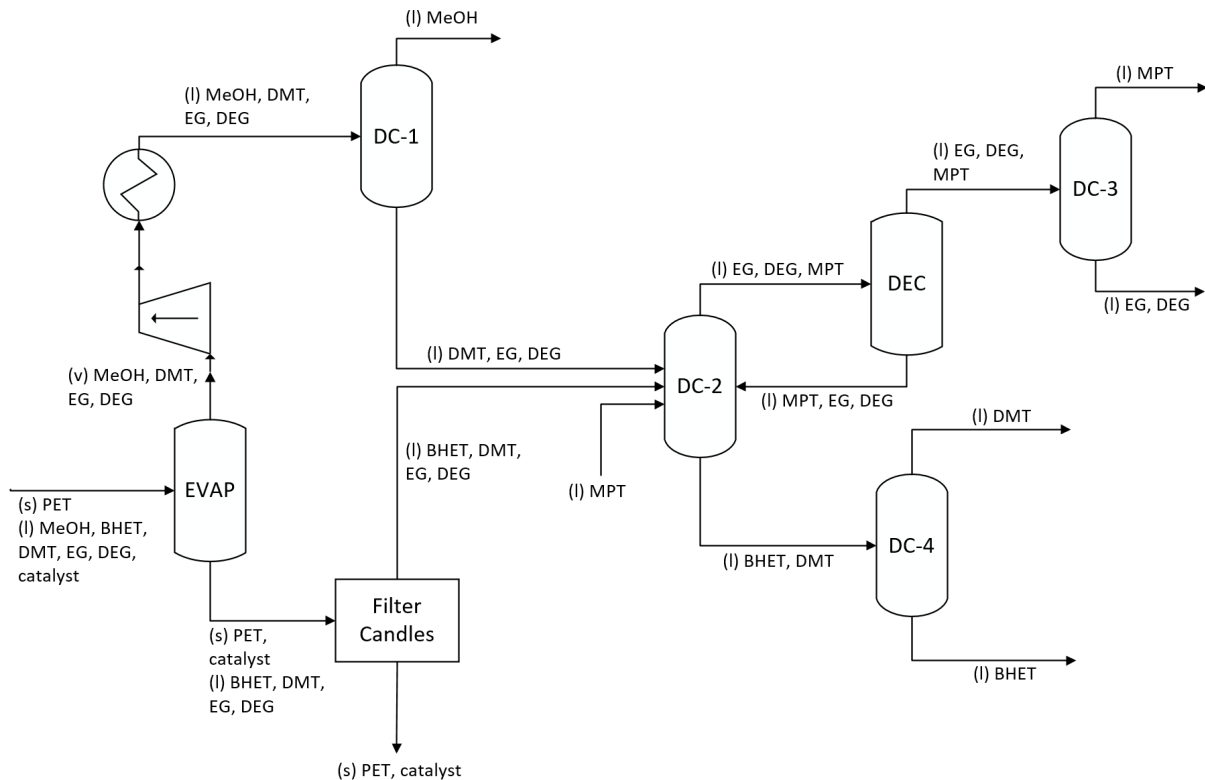 (l) MeOH
(l) MeOH, DMT,
EG, DEG
DC-1
(l) MPT
DC-3
(l) EG, DEG,
MPT
(l) EG, DEG
(l) EG, DEG, MPT
DEC
(l) DMT, EG, DEG
DC-2
(l) MPT, EG, DEG
(v) MeOH, DMT,
EG, DEG
(l) BHET, DMT,
EG, DEG
(l) MPT
(l) DMT
EVAP
(s) PET
(l) MeOH, BHET,
DMT, EG, DEG,
catalyst
DC-4
(l) BHET, DMT
(l) BHET
Filter
Candles
(s) PET,
catalyst
(l) BHET, DMT,
EG, DEG
(s) PET, catalyst